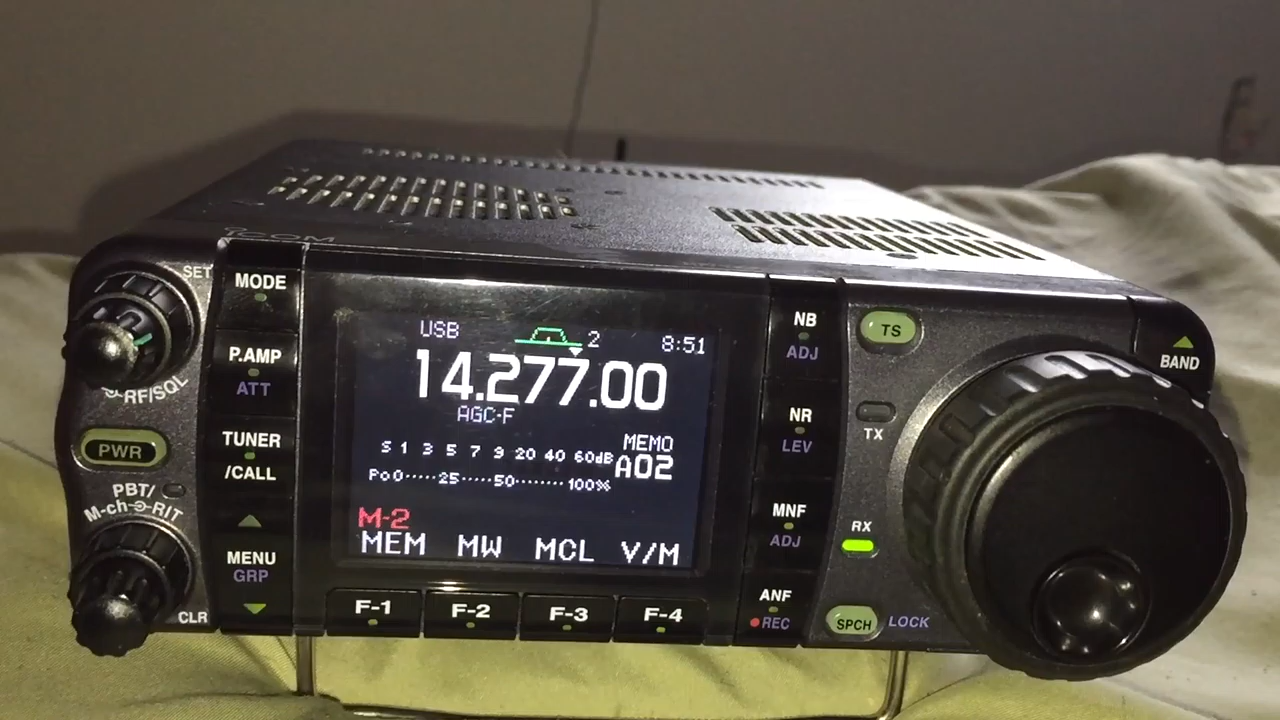 ICOM
SET
RF/SQL
PWR
PBT/
M-ch RIT
CLR
MODE
P.AMP
ATT
TUNER
/CALL
MENU
GRP
USB 2 8:51
14.277.00
AGC-F
S 1 3 5 7 9 20 40 60dB
MEMO
A02
Po0·····25·····50·······100%
M-2
MEM MW MCL V/M
F-1 F-2 F-3 F-4
NB
ADJ
NR
LEV
MNF
ADJ
ANF
REC
TS
TX
RX
SPCH LOCK
BAND